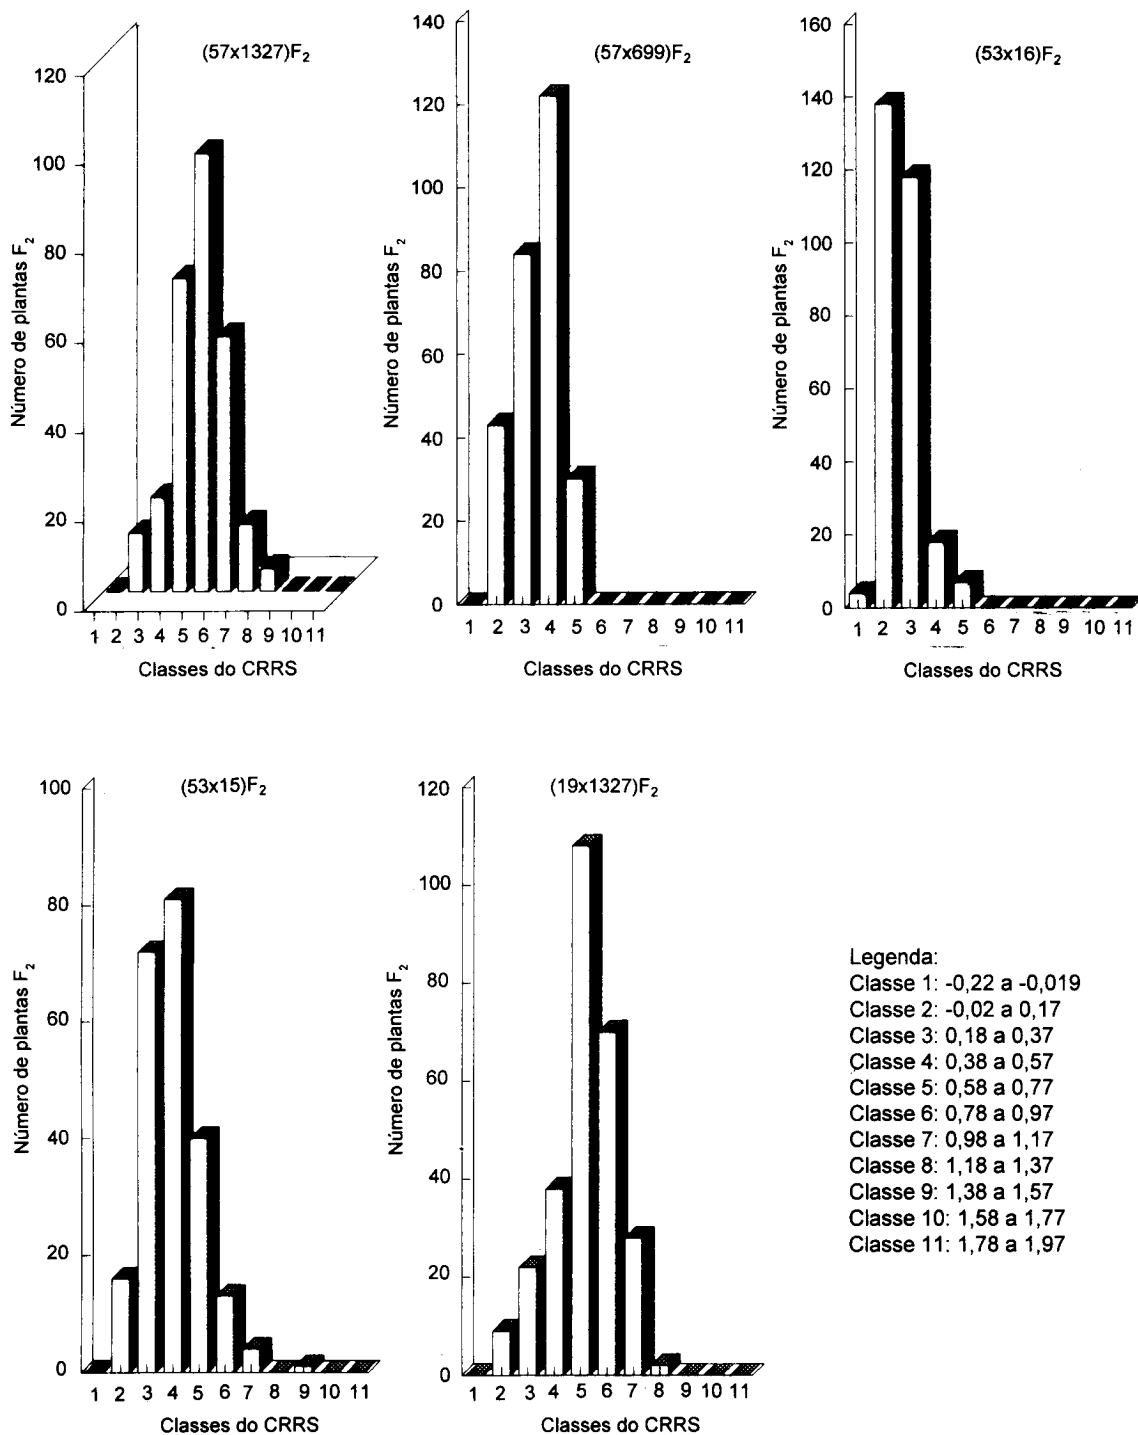 (57x1327)F2
120
100
80
60
40
20
0
Número de plantas F2
1 2 3 4 5 6 7 8 9 10 11
Classes do CRRS
(57x699)F2
140
120
100
80
60
40
20
0
Número de plantas F2
1 2 3 4 5 6 7 8 9 10 11
Classes do CRRS
(53x16)F2
160
140
120
100
80
60
40
20
0
Número de plantas F2
1 2 3 4 5 6 7 8 9 10 11
Classes do CRRS
(53x15)F2
100
80
60
40
20
0
Número de plantas F2
1 2 3 4 5 6 7 8 9 10 11
Classes do CRRS
(19x1327)F2
120
100
80
60
40
20
0
Número de plantas F2
1 2 3 4 5 6 7 8 9 10 11
Classes do CRRS
Legenda:
Classe 1: -0,22 a -0,019
Classe 2: -0,02 a 0,17
Classe 3: 0,18 a 0,37
Classe 4: 0,38 a 0,57
Classe 5: 0,58 a 0,77
Classe 6: 0,78 a 0,97
Classe 7: 0,98 a 1,17
Classe 8: 1,18 a 1,37
Classe 9: 1,38 a 1,57
Classe 10: 1,58 a 1,77
Classe 11: 1,78 a 1,97